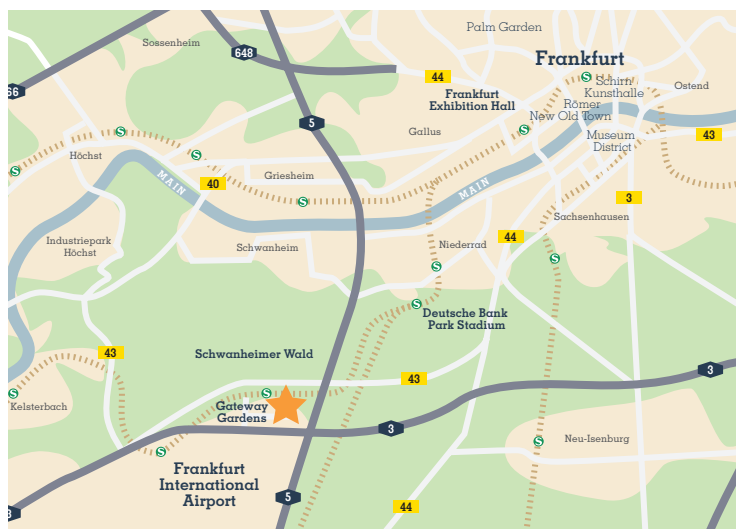 Palm Garden
Sossenheim
648
Frankfurt
44
66
Schirn
Kunsthalle
Ostend
Frankfurt
Exhibition Hall
Römer
New Old Town
5
Gallus
Museum
District
43
Höchst
Griesheim
40
MAIN
MAIN
3
Sachsenhausen
Industriepark
Höchst
Schwanheim
Niederrad
44
S
S
S
S
S
S
S
S
S
S
S
S
S
Deutsche Bank
Park Stadium
43
Schwanheimer Wald
43
3
Kelsterbach
Gateway
Gardens
3
Neu-Isenburg
Frankfurt
International
Airport
5
44
3